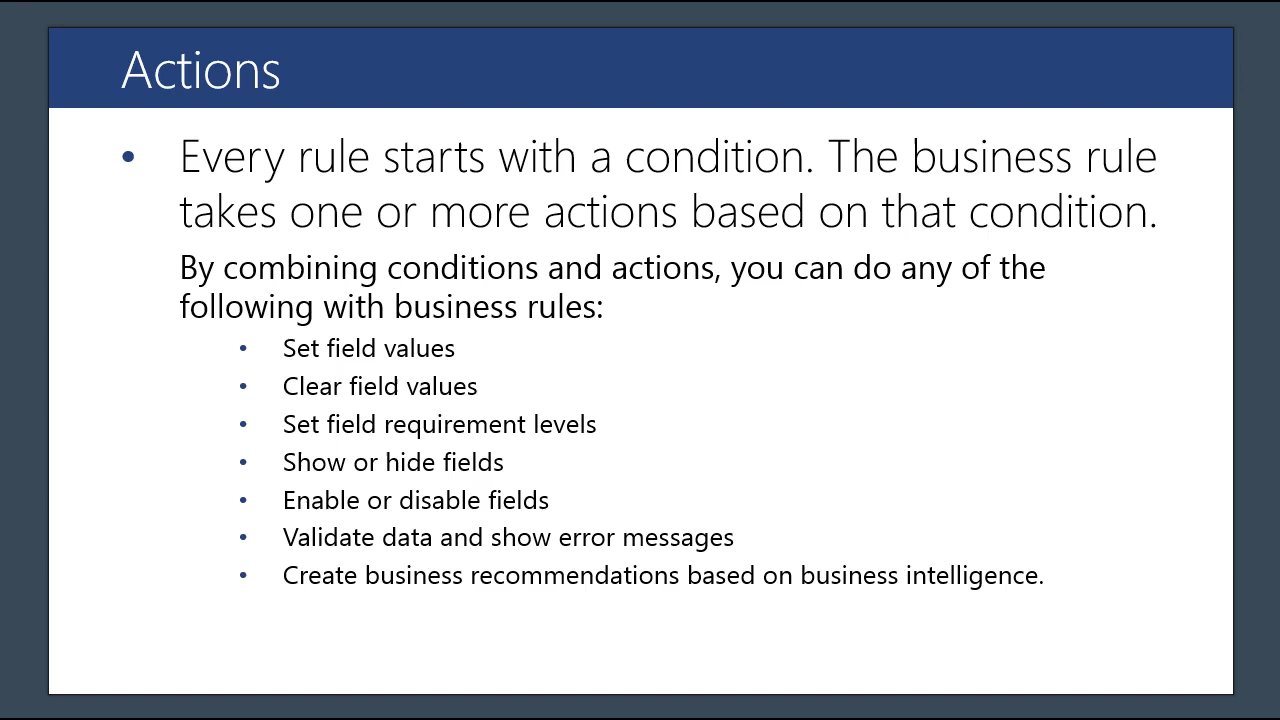 Actions
• Every rule starts with a condition. The business rule
takes one or more actions based on that condition.
By combining conditions and actions, you can do any of the
following with business rules:
• Set field values
• Clear field values
• Set field requirement levels
• Show or hide fields
• Enable or disable fields
• Validate data and show error messages
• Create business recommendations based on business intelligence.